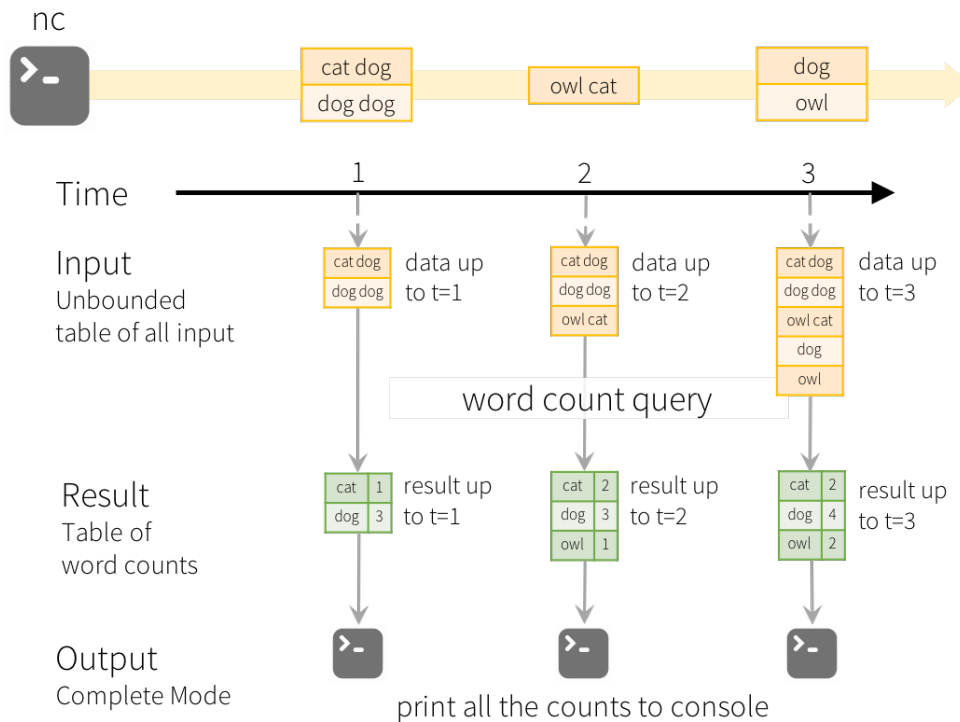 nc
cat dog
dog dog
owl cat
dog
owl
Time
1
2
3
Input
Unbounded
table of all input
cat dog
dog dog
data up
to t=1
cat dog
dog dog
owl cat
data up
to t=2
cat dog
dog dog
owl cat
dog
owl
data up
to t=3
word count query
Result
Table of
word counts
cat 1
dog 3
result up
to t=1
cat 2
dog 3
owl 1
result up
to t=2
cat 2
dog 4
owl 2
result up
to t=3
Output
Complete Mode
print all the counts to console